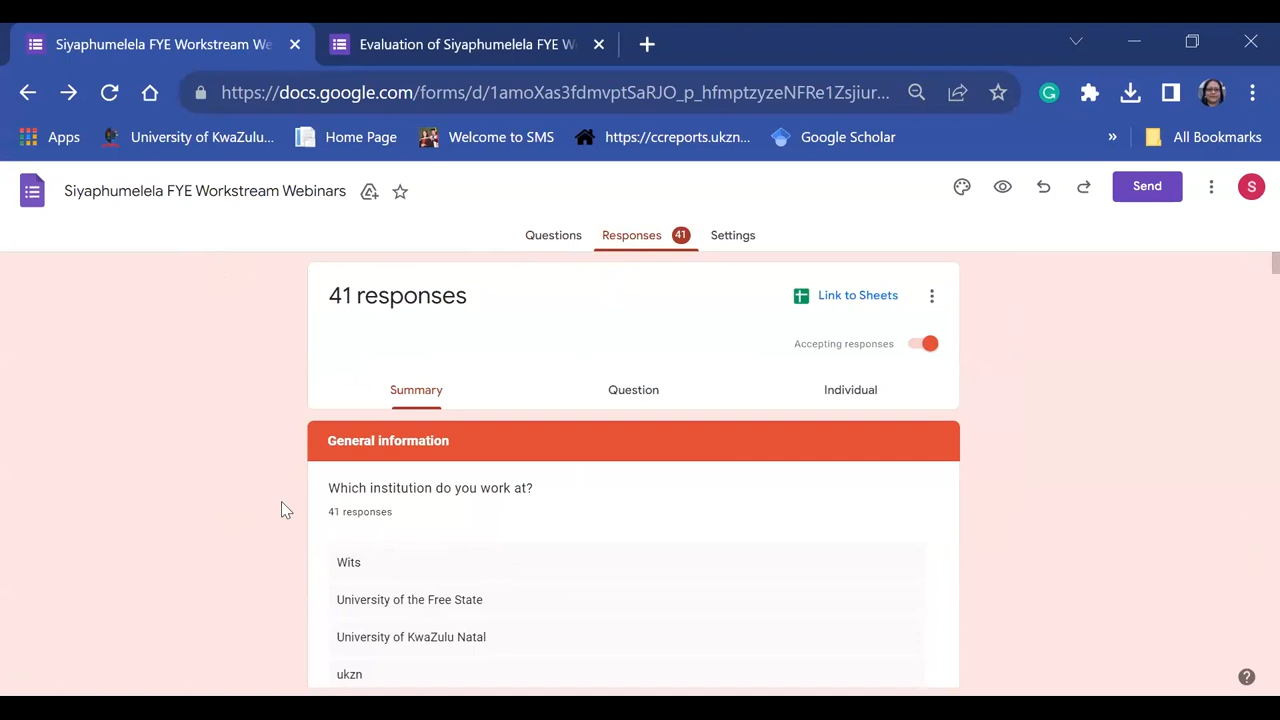 Siyaphumelela FYE Workstream We
Evaluation of Siyaphumelela FYE W
https://docs.google.com/forms/d/1amoXas3fdmvptSaRJO_p_hfmptzyzeNFRe1Zsjiur...
Apps
University of KwaZulu...
Home Page
Welcome to SMS
https://ccreports.ukzn...
Google Scholar
»
All Bookmarks
Siyaphumelela FYE Workstream Webinars
Send
S
Questions
Responses 41
Settings
41 responses
Link to Sheets
Accepting responses
Summary
Question
Individual
General information
Which institution do you work at?
41 responses
Wits
University of the Free State
University of KwaZulu Natal
ukzn